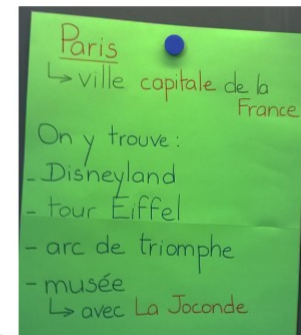 Paris
↳ ville capitale de la
France
On y trouve :
- Disneyland
- tour Eiffel
- arc de triomphe
- musée
↳ avec La Joconde